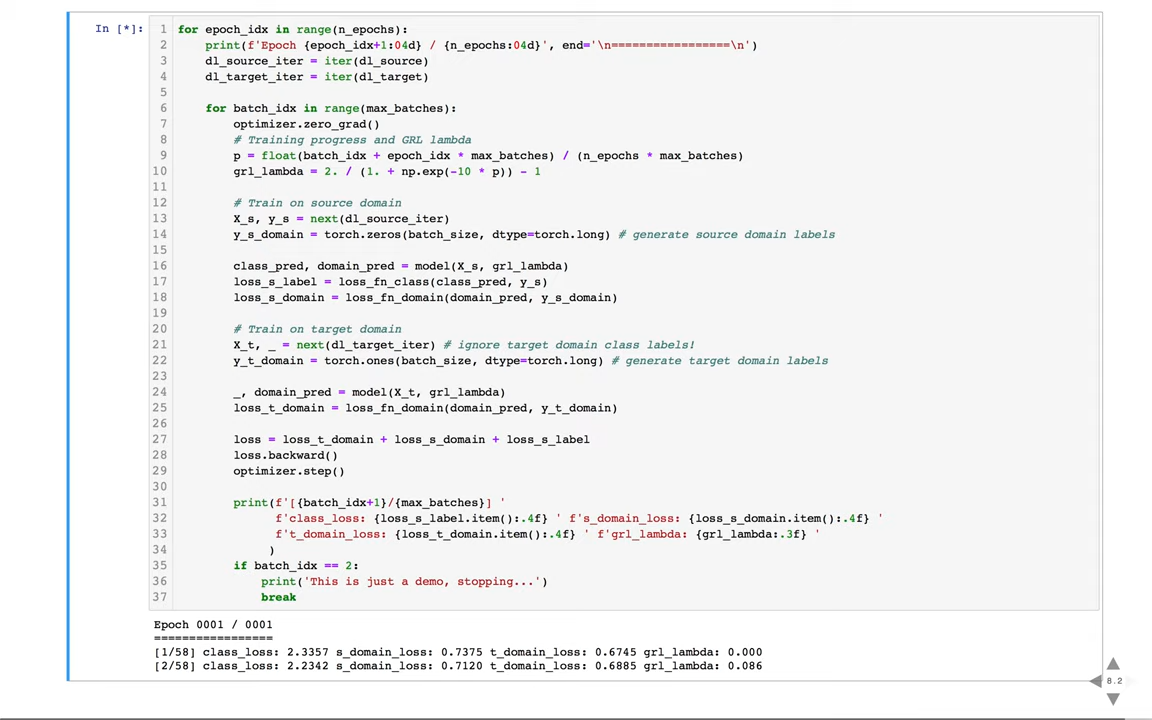 In [*]:
1 for epoch_idx in range(n_epochs):
2     print(f'Epoch {epoch_idx+1:04d} / {n_epochs:04d}', end='\n=================\n')
3     dl_source_iter = iter(dl_source)
4     dl_target_iter = iter(dl_target)
5
6     for batch_idx in range(max_batches):
7         optimizer.zero_grad()
8         # Training progress and GRL lambda
9         p = float(batch_idx + epoch_idx * max_batches) / (n_epochs * max_batches)
10         grl_lambda = 2. / (1. + np.exp(-10 * p)) - 1
11
12         # Train on source domain
13         X_s, y_s = next(dl_source_iter)
14         y_s_domain = torch.zeros(batch_size, dtype=torch.long) # generate source domain labels
15
16         class_pred, domain_pred = model(X_s, grl_lambda)
17         loss_s_label = loss_fn_class(class_pred, y_s)
18         loss_s_domain = loss_fn_domain(domain_pred, y_s_domain)
19
20         # Train on target domain
21         X_t, _ = next(dl_target_iter) # ignore target domain class labels!
22         y_t_domain = torch.ones(batch_size, dtype=torch.long) # generate target domain labels
23
24         _, domain_pred = model(X_t, grl_lambda)
25         loss_t_domain = loss_fn_domain(domain_pred, y_t_domain)
26
27         loss = loss_t_domain + loss_s_domain + loss_s_label
28         loss.backward()
29         optimizer.step()
30
31         print(f'[{batch_idx+1}/{max_batches}] '
32               f'class_loss: {loss_s_label.item():.4f} ' f's_domain_loss: {loss_s_domain.item():.4f} '
33               f't_domain_loss: {loss_t_domain.item():.4f} ' f'grl_lambda: {grl_lambda:.3f} '
34              )
35         if batch_idx == 2:
36             print('This is just a demo, stopping...')
37             break
Epoch 0001 / 0001
=================
[1/58] class_loss: 2.3357 s_domain_loss: 0.7375 t_domain_loss: 0.6745 grl_lambda: 0.000
[2/58] class_loss: 2.2342 s_domain_loss: 0.7120 t_domain_loss: 0.6885 grl_lambda: 0.086
8.2